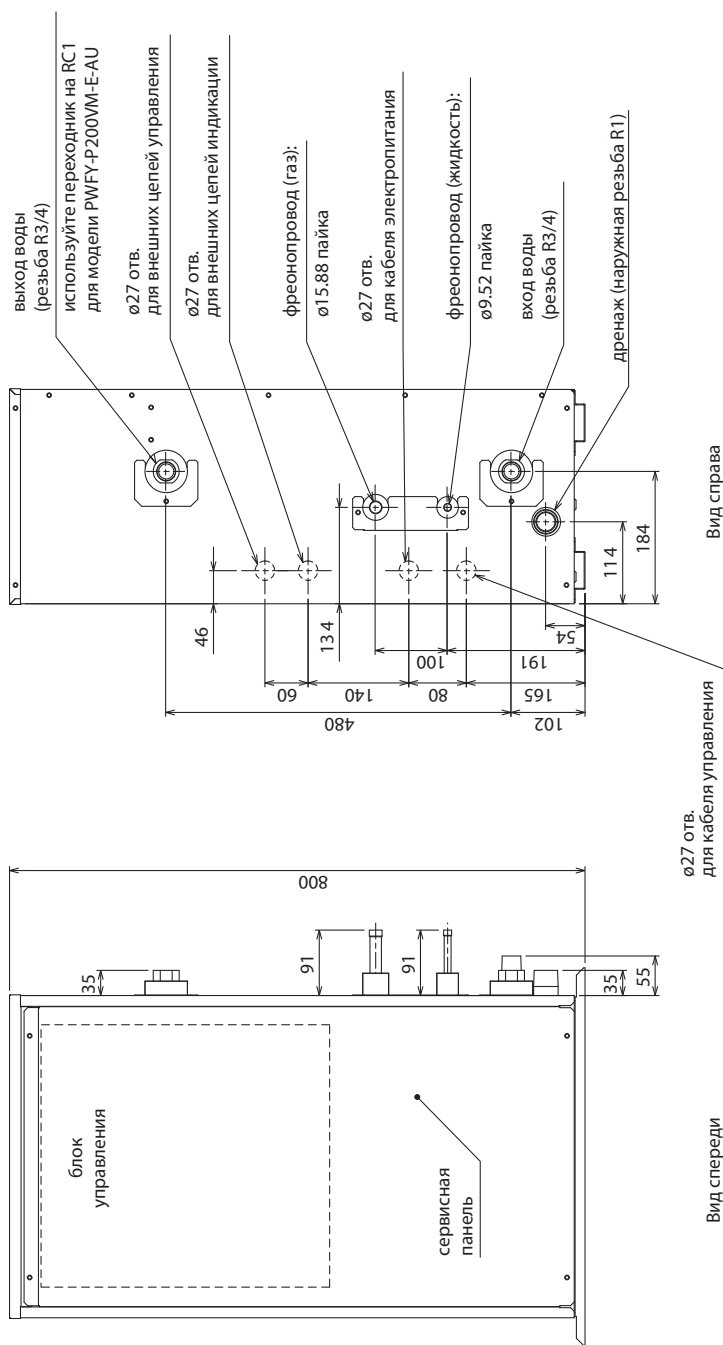 выход воды
(резьба R3/4)
используйте переходник на RC1
для модели PWFY-P200VM-E-AU
ø27 отв.
для внешних цепей управления
ø27 отв.
для внешних цепей индикации
фреонопровод (газ):
ø15.88 пайка
ø27 отв.
для кабеля электропитания
фреонопровод (жидкость):
ø9.52 пайка
вход воды
(резьба R3/4)
дренаж (наружная резьба R1)
46
134
60
140
80
165
100
191
480
102
54
114
184
Вид справа
ø27 отв.
для кабеля управления
800
35
91
91
55
35
блок
управления
сервисная
панель
Вид спереди